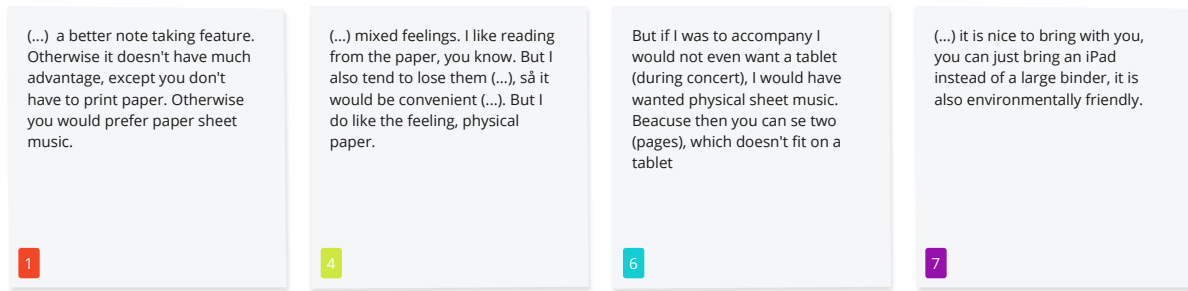 (...)  a better note taking feature.
Otherwise it doesn't have much
advantage, except you don't
have to print paper. Otherwise
you would prefer paper sheet
music.
1
(...) mixed feelings. I like reading
from the paper, you know. But I
also tend to lose them (...), så it
would be convenient (...). But I
do like the feeling, physical
paper.
4
But if I was to accompany I
would not even want a tablet
(during concert), I would have
wanted physical sheet music.
Beacuse then you can se two
(pages), which doesn't fit on a
tablet
6
(...) it is nice to bring with you,
you can just bring an iPad
instead of a large binder, it is
also environmentally friendly.
7